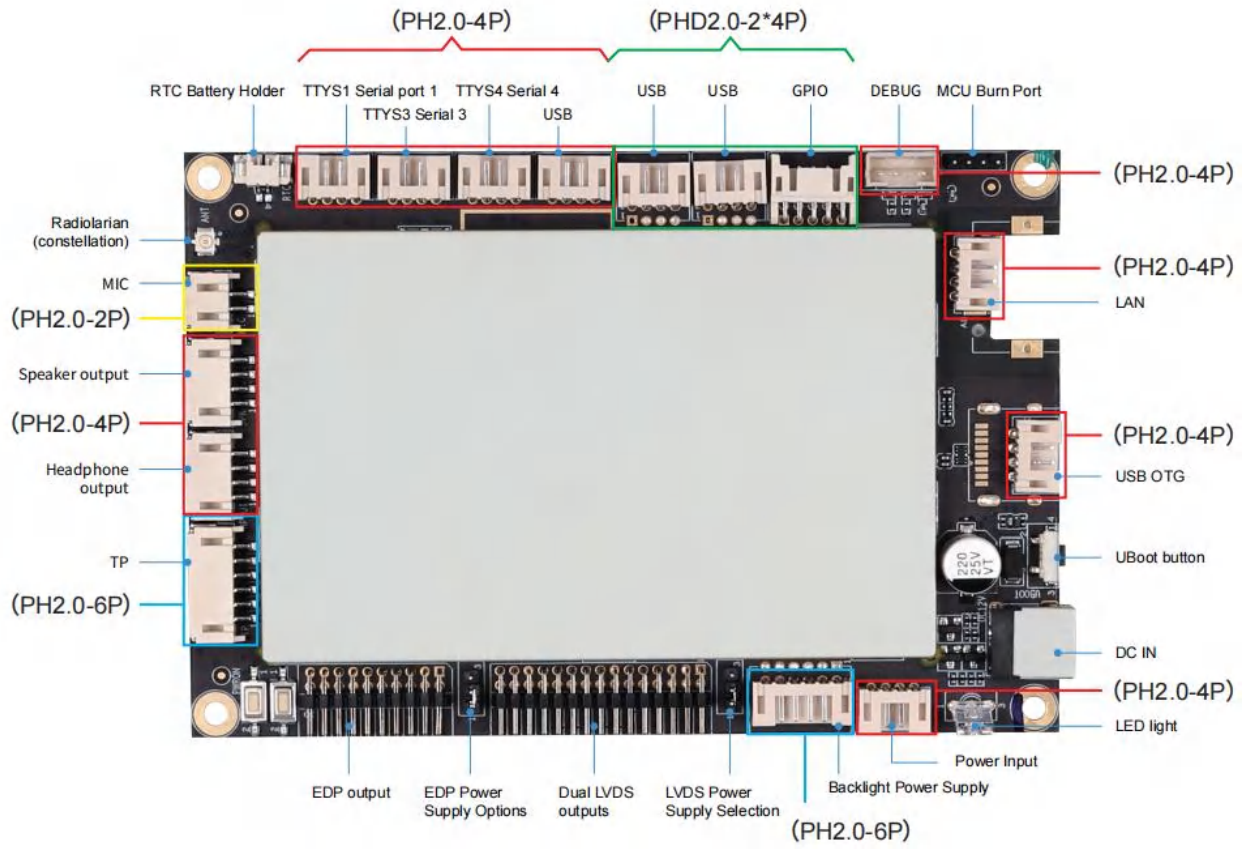 (PH2.0-4P)
(PHD2.0-2*4P)
RTC Battery Holder
TTYS1 Serial port 1
TTYS4 Serial 4
USB
USB
GPIO
DEBUG
MCU Burn Port
TTYS3 Serial 3
USB
(PH2.0-4P)
RTC
ANT
Radiolarian
(constellation)
(PH2.0-4P)
MIC
LAN
(PH2.0-2P)
Speaker output
(PH2.0-4P)
(PH2.0-4P)
Headphone
output
USB OTG
220
25V
VT
TP
UBoot button
UBOOT
(PH2.0-6P)
DC12V
DC IN
(PH2.0-4P)
LED light
Power Input
EDP output
EDP Power
Supply Options
Dual LVDS
outputs
LVDS Power
Supply Selection
Backlight Power Supply
(PH2.0-6P)